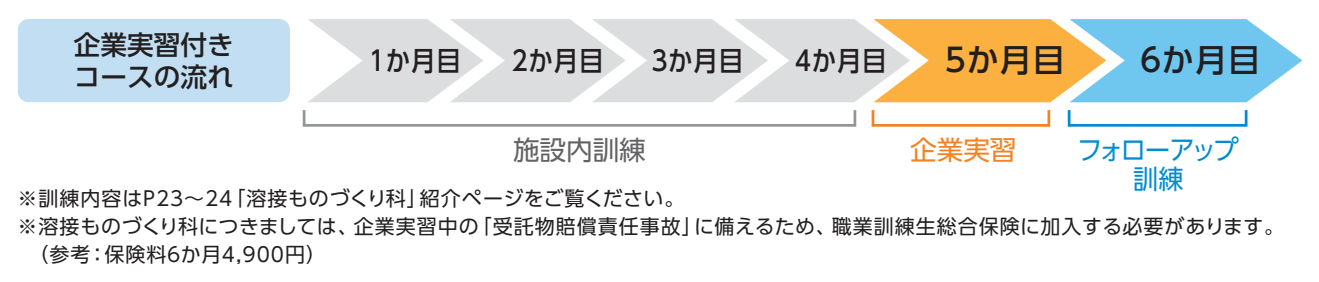 企業実習付き
コースの流れ
1か月目
2か月目
3か月目
4か月目
5か月目
6か月目
施設内訓練
企業実習
フォローアップ
訓練
※訓練内容はP23～24「溶接ものづくり科」紹介ページをご覧ください。
※溶接ものづくり科につきましては、企業実習中の「受託物賠償責任事故」に備えるため、職業訓練生総合保険に加入する必要があります。
（参考：保険料6か月4,900円）